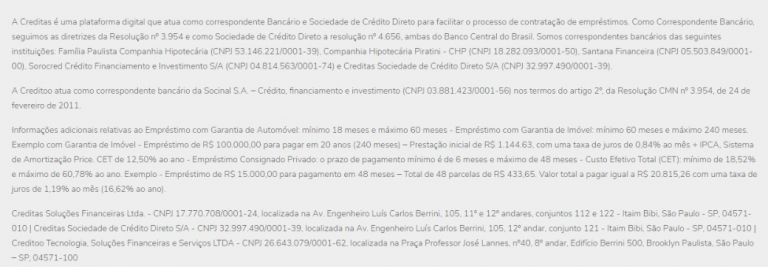 A Creditas é uma plataforma digital que atua como correspondente Bancário e Sociedade de Crédito Direto para facilitar o processo de contratação de empréstimos. Como Correspondente Bancário,
seguimos as diretrizes da Resolução nº 3.954 e como Sociedade de Crédito Direto a resolução nº 4.656, ambas do Banco Central do Brasil. Somos correspondentes bancários das seguintes
instituições: Família Paulista Companhia Hipotecária (CNPJ 53.146.221/0001-39), Companhia Hipotecária Piratini - CHP (CNPJ 18.282.093/0001-50), Santana Financeira (CNPJ 05.503.849/0001-
00), Sorocred Crédito Financiamento e Investimento S/A (CNPJ 04.814.563/0001-74) e Creditas Sociedade de Crédito Direto S/A (CNPJ 32.997.490/0001-39).
A Creditoo atua como correspondente bancário da Socinal S.A. – Crédito, financiamento e investimento (CNPJ 03.881.423/0001-56) nos termos do artigo 2º, da Resolução CMN nº 3.954, de 24 de
fevereiro de 2011.
Informações adicionais relativas ao Empréstimo com Garantia de Automóvel: mínimo 18 meses e máximo 60 meses - Empréstimo com Garantia de Imóvel: mínimo 60 meses e máximo 240 meses.
Exemplo com Garantia de Imóvel - Empréstimo de R$ 100.000,00 para pagar em 20 anos (240 meses) – Prestação inicial de R$ 1.144,63, com uma taxa de juros de 0,84% ao mês + IPCA, Sistema
de Amortização Price. CET de 12,50% ao ano - Empréstimo Consignado Privado: o prazo de pagamento mínimo é de 6 meses e máximo de 48 meses - Custo Efetivo Total (CET): mínimo de 18,52%
e máximo de 60,78% ao ano. Exemplo - Empréstimo de R$ 15.000,00 para pagamento em 48 meses – Total de 48 parcelas de R$ 433,65. Valor total a pagar igual a R$ 20.815,26 com uma taxa de
juros de 1,19% ao mês (16,62% ao ano).
Creditas Soluções Financeiras Ltda. - CNPJ 17.770.708/0001-24, localizada na Av. Engenheiro Luís Carlos Berrini, 105, 11º e 12º andares, conjuntos 112 e 122 - Itaim Bibi, São Paulo - SP, 04571-
010 | Creditas Sociedade de Crédito Direto S/A - CNPJ 32.997.490/0001-39, localizada na Av. Engenheiro Luís Carlos Berrini, 105, 12º andar, conjunto 121 - Itaim Bibi, São Paulo - SP, 04571-010 |
Creditoo Tecnologia, Soluções Financeiras e Serviços LTDA - CNPJ 26.643.079/0001-62, localizada na Praça Professor José Lannes, nº40, 8º andar, Edifício Berrini 500, Brooklyn Paulista, São Paulo
– SP, 04571-100